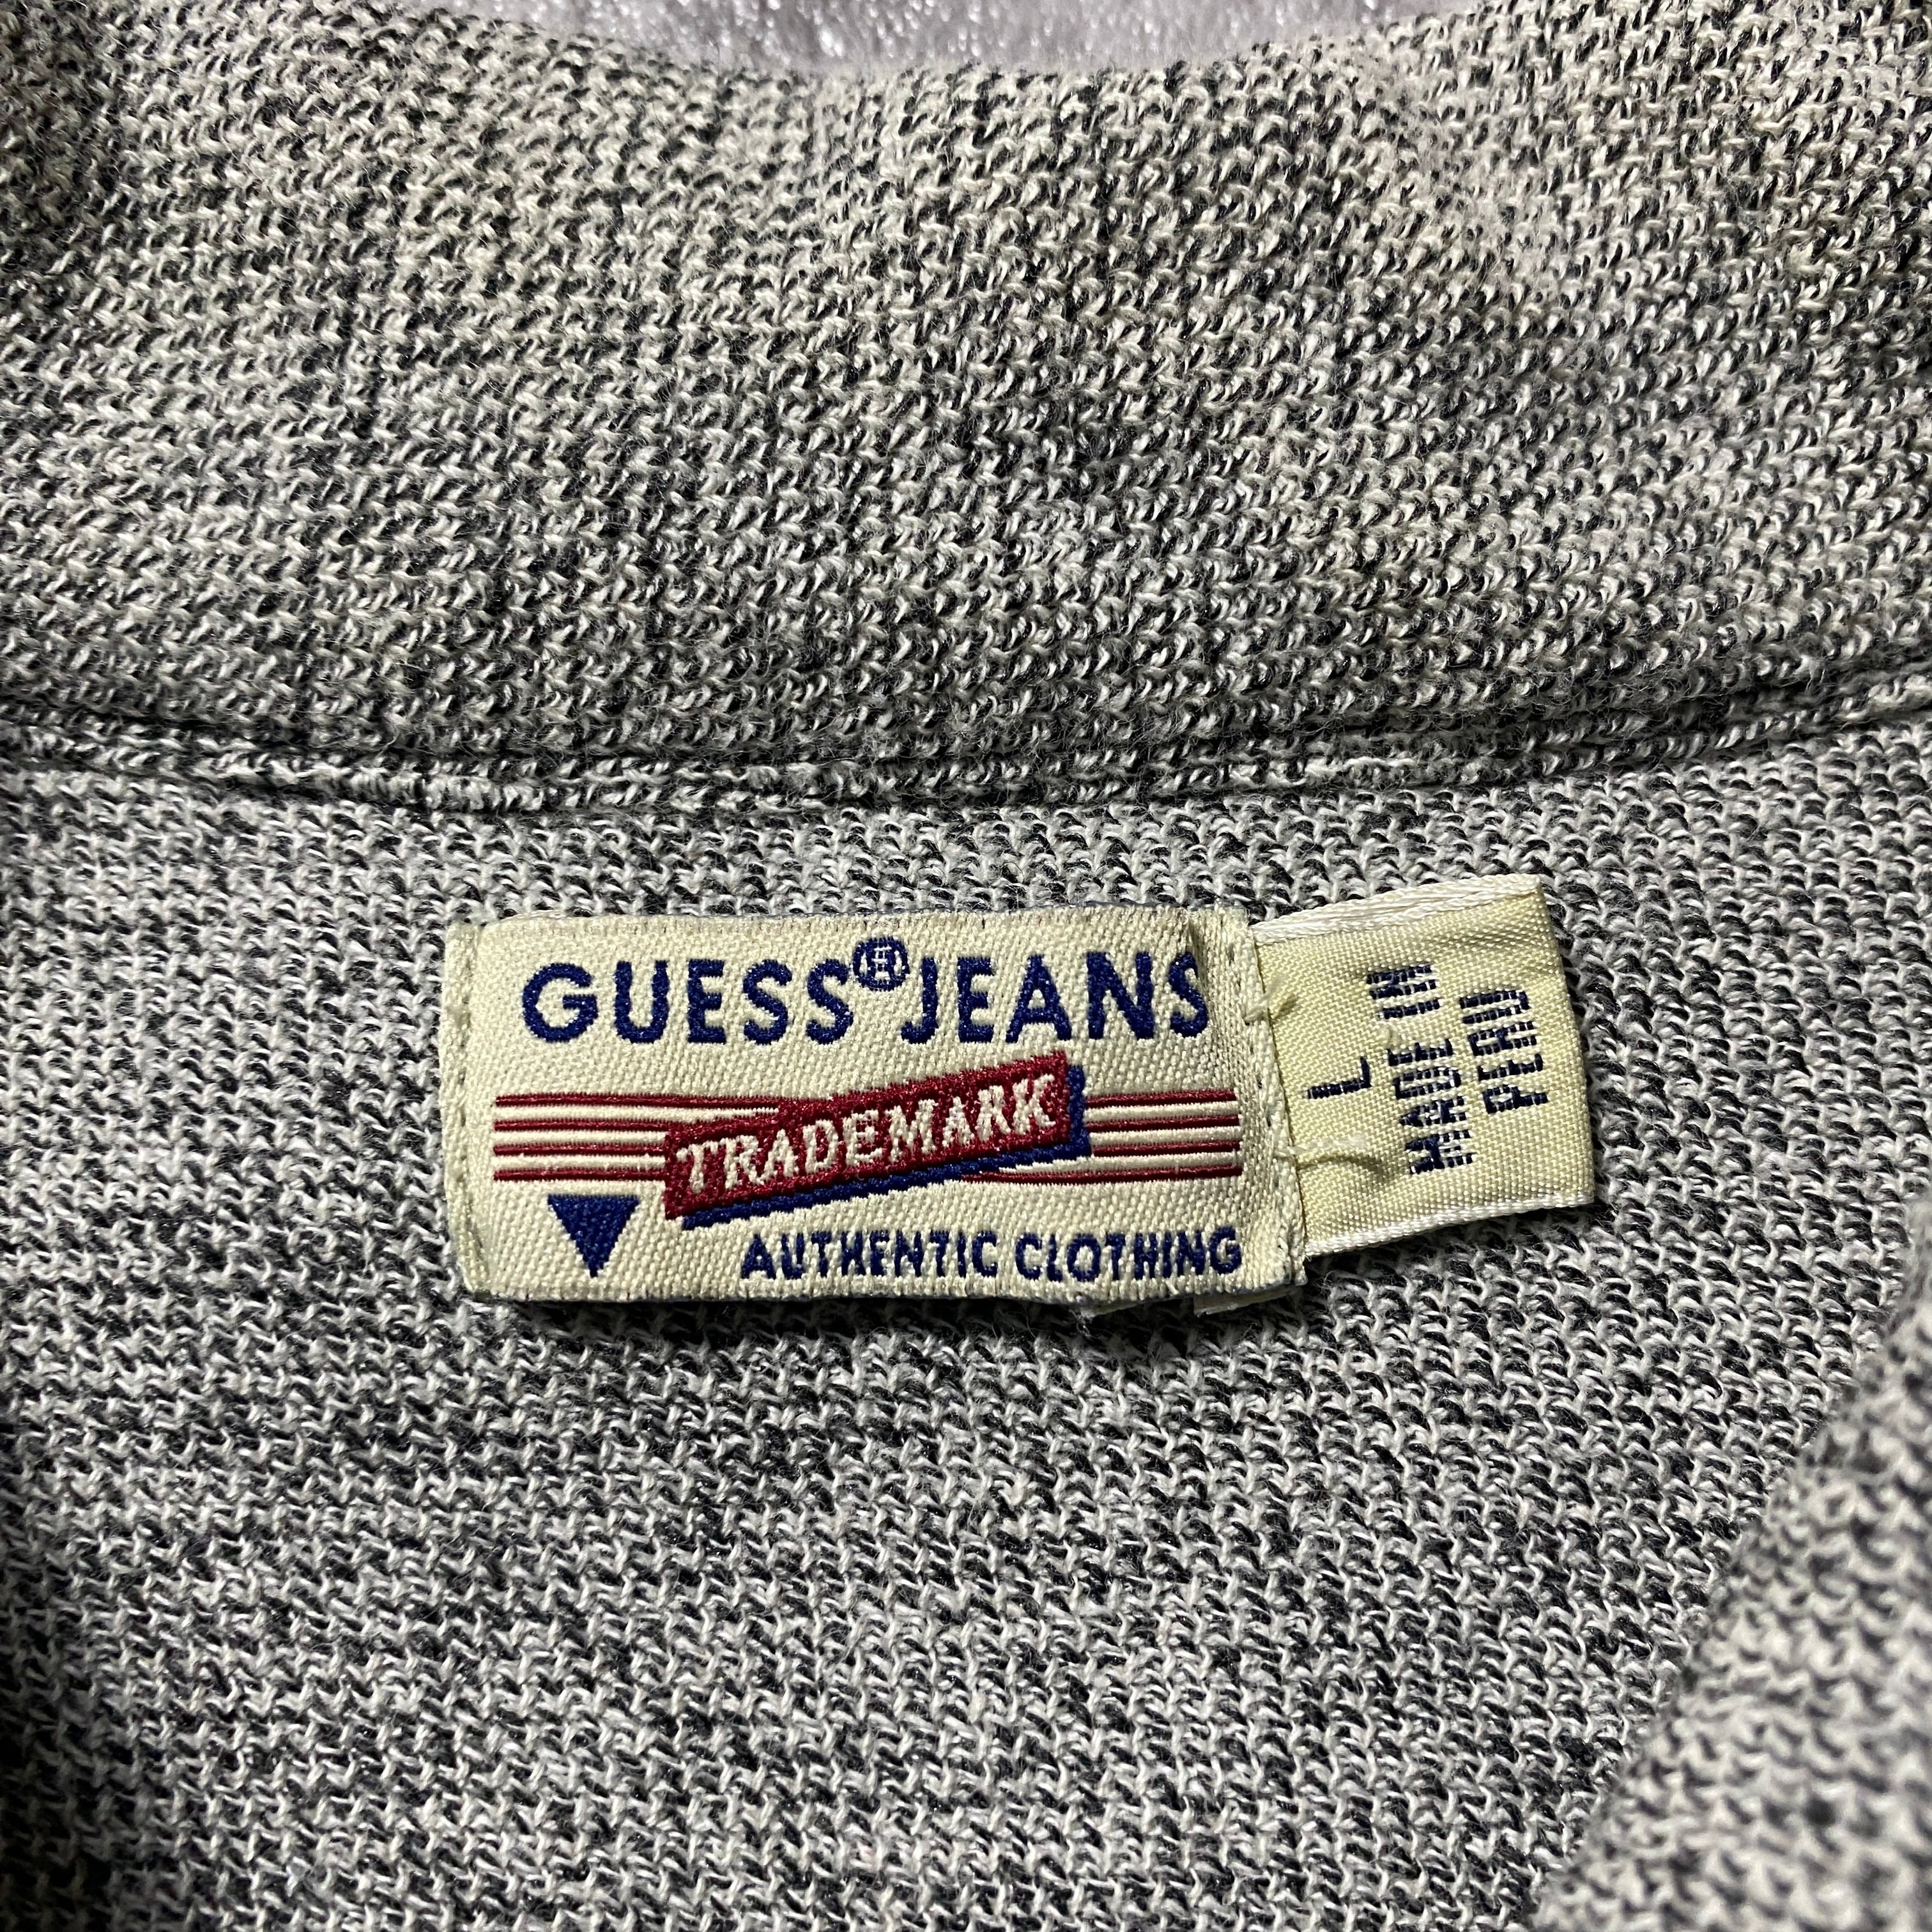 GUESS® JEANS
TRADEMARK
AUTHENTIC CLOTHING
L
MADE IN
PERU